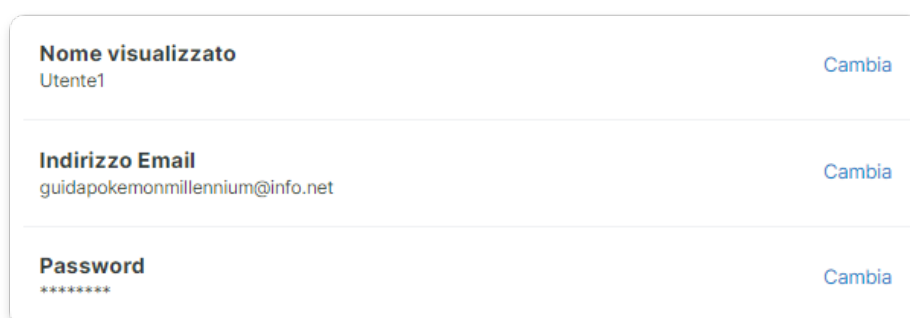 Nome visualizzato
Utente1
Cambia
Indirizzo Email
guidapokemonmillennium@info.net
Cambia
Password
********
Cambia